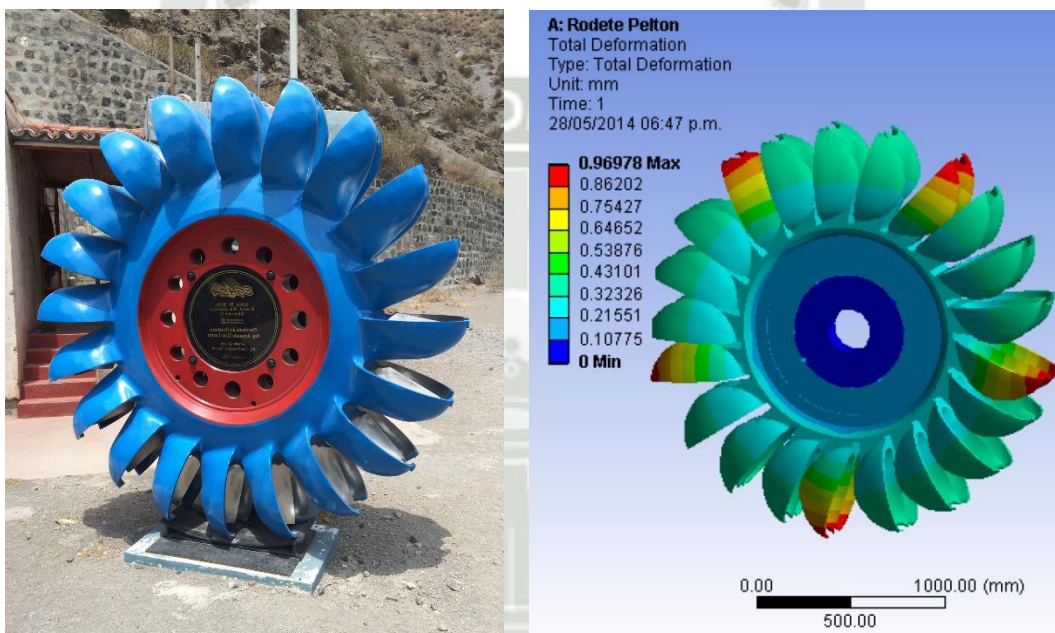 A: Rodete Pelton
Total Deformation
Type: Total Deformation
Unit: mm
Time: 1
28/05/2014 06:47 p.m.
0.96978 Max
0.86202
0.75427
0.64652
0.53876
0.43101
0.32326
0.21551
0.10775
0 Min
0.00
1000.00 (mm)
500.00